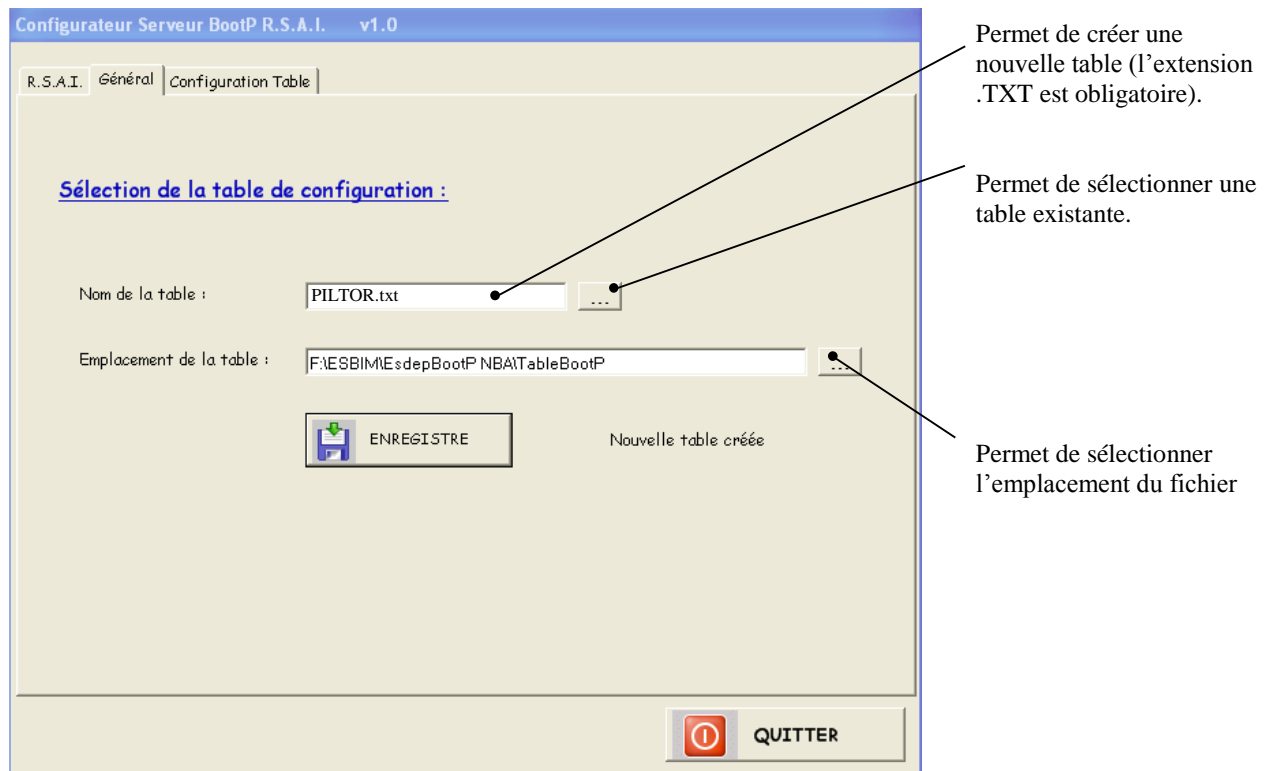 Configurateur Serveur BootP R.S.A.I. v1.0
R.S.A.I. Général Configuration Table
Sélection de la table de configuration :
Nom de la table : PILTOR.txt ...
Emplacement de la table : F:\ESBIM\EsdepBootP NBA\TableBootP ...
ENREGISTRE Nouvelle table créée
QUITTER
Permet de créer une
nouvelle table (l’extension
.TXT est obligatoire).
Permet de sélectionner une
table existante.
Permet de sélectionner
l’emplacement du fichier